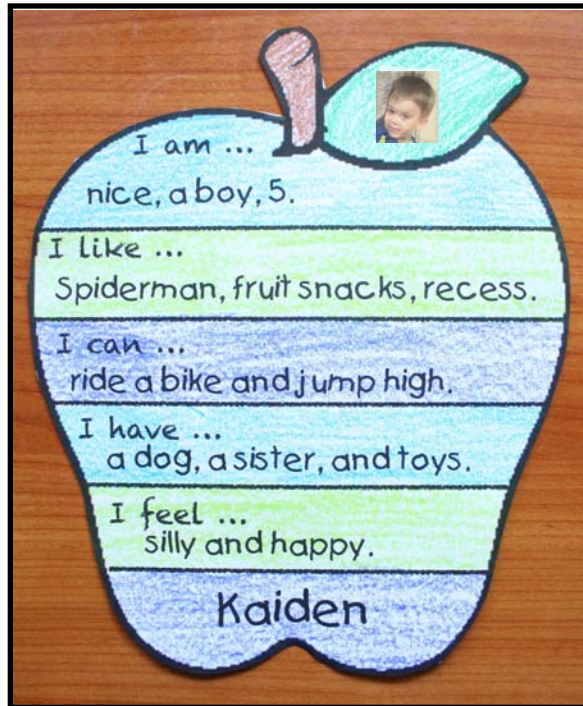 I am ...
nice, a boy, 5.
I like ...
Spiderman, fruit snacks, recess.
I can ...
ride a bike and jump high.
I have ...
a dog, a sister, and toys.
I feel ...
silly and happy.
Kaiden